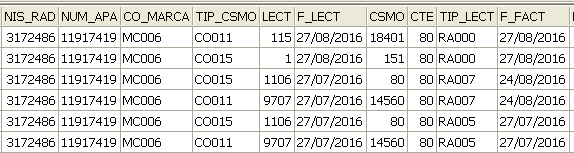 NIS_RAD NUM_APA CO_MARCA TIP_CSMO LECT F_LECT CSMO CTE TIP_LECT F_FACT
3172486 11917419 MC006 CO011 115 27/08/2016 18401 80 RA000 27/08/2016
3172486 11917419 MC006 CO015 1 27/08/2016 151 80 RA000 27/08/2016
3172486 11917419 MC006 CO015 1106 27/07/2016 80 80 RA007 24/08/2016
3172486 11917419 MC006 CO011 9707 27/07/2016 14560 80 RA007 24/08/2016
3172486 11917419 MC006 CO015 1106 27/07/2016 80 80 RA005 27/07/2016
3172486 11917419 MC006 CO011 9707 27/07/2016 14560 80 RA005 27/07/2016